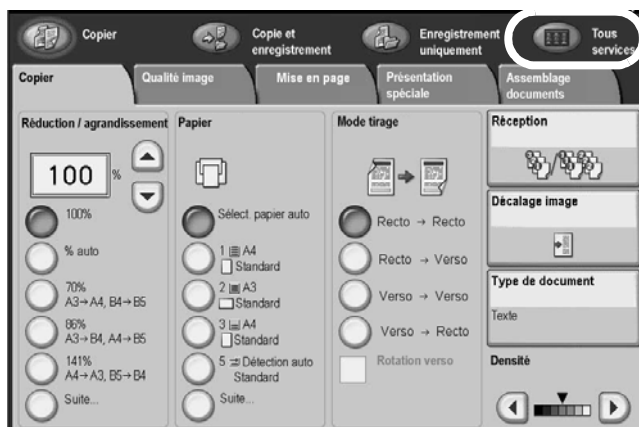 Copier
Copie et
enregistrement
Enregistrement
uniquement
Tous
services
Copier
Qualité image
Mise en page
Présentation
spéciale
Assemblage
documents
Réduction / agrandissement
100 %
100%
% auto
70%
A3→A4, B4→B5
86%
A3→B4, A4→B5
141%
A4→A3, B5→B4
Suite...
Papier
Sélect. papier auto
1 A4
Standard
2 A3
Standard
3 A4
Standard
5 Détection auto
Standard
Suite...
Mode tirage
Recto → Recto
Recto → Verso
Verso → Verso
Verso → Recto
Rotation verso
Réception
Décalage image
Type de document
Texte
Densité